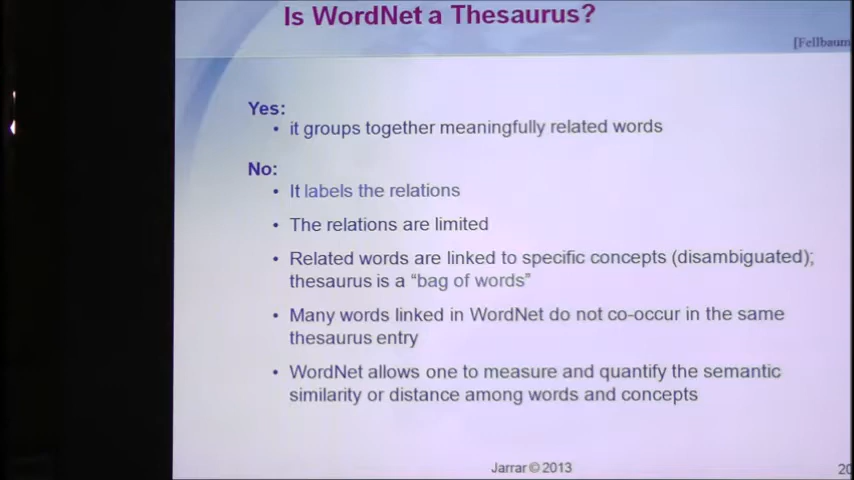 Is WordNet a Thesaurus?
[Fellbaum
Yes:
• it groups together meaningfully related words
No:
• It labels the relations
• The relations are limited
• Related words are linked to specific concepts (disambiguated);
thesaurus is a “bag of words”
• Many words linked in WordNet do not co-occur in the same
thesaurus entry
• WordNet allows one to measure and quantify the semantic
similarity or distance among words and concepts
Jarrar © 2013
20